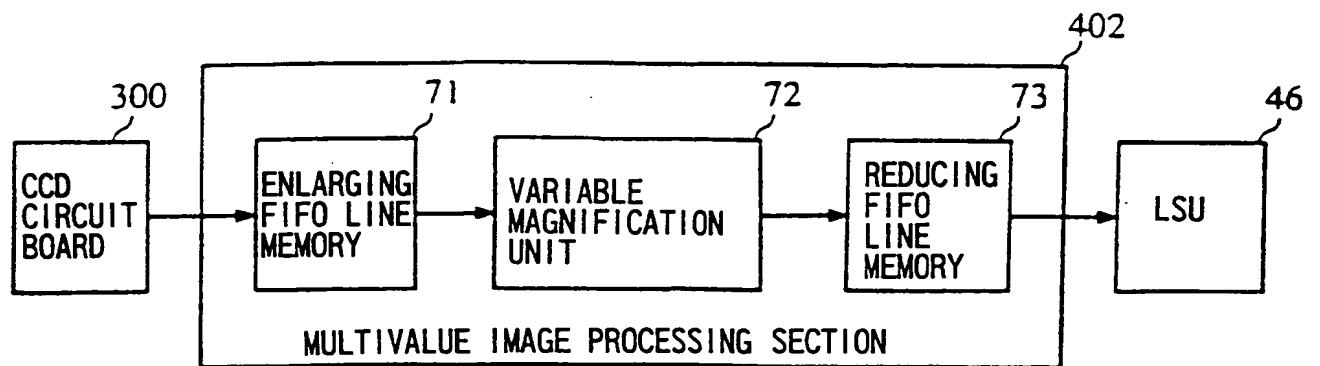 402
300
71
72
73
46
CCD
CIRCUIT
BOARD
ENLARGING
FIFO LINE
MEMORY
VARIABLE
MAGNIFICATION
UNIT
REDUCING
FIFO
LINE
MEMORY
LSU
MULTIVALUE IMAGE PROCESSING SECTION